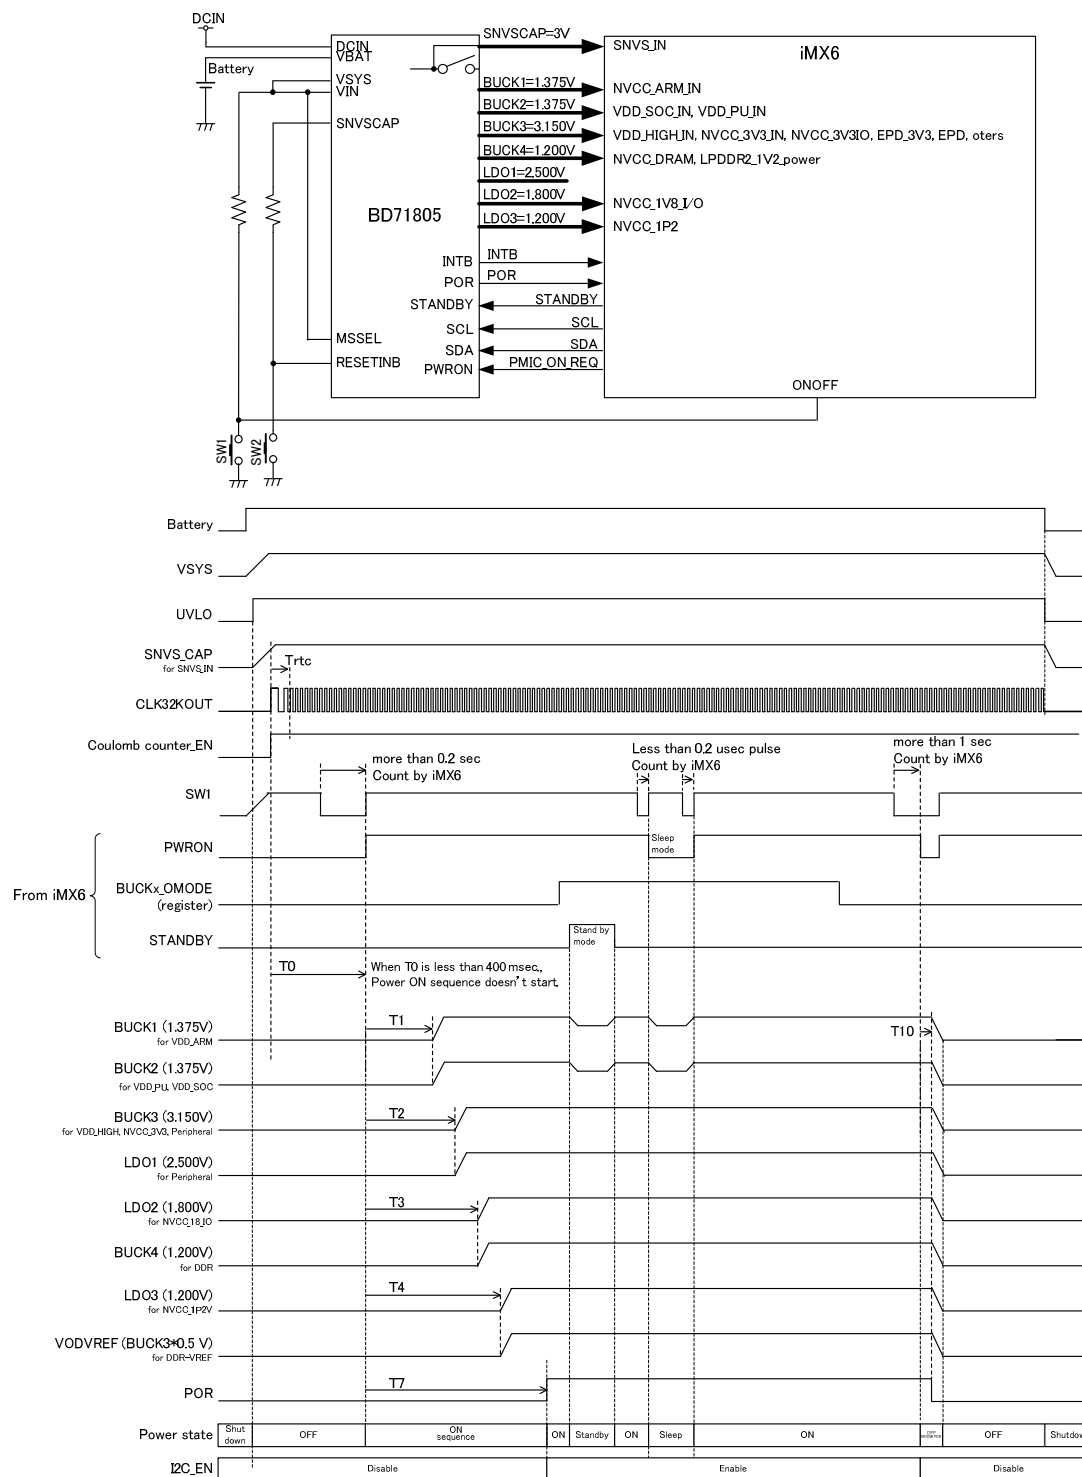 DCIN
Battery
DCIN
VBAT
VSYS
VIN
SNVSCAP
BD71805
INTB
POR
STANDBY
SCL
SDA
PWRON
MSSEL
RESETINB
SNVSCAP=3V
BUCK1=1.375V
BUCK2=1.375V
BUCK3=3.150V
BUCK4=1.200V
LDO1=2.500V
LDO2=1.800V
LDO3=1.200V
INTB
POR
STANDBY
SCL
SDA
PMIC_ON_REQ
iMX6
SNVS_IN
NVCC_ARM_IN
VDD_SOC_IN, VDD_PU_IN
VDD_HIGH_IN, NVCC_3V3_IN, NVCC_3V3IO, EPD_3V3, EPD, oters
NVCC_DRAM, LPDDR2_1V2_power
NVCC_1V8_I/O
NVCC_1P2
ONOFF
SW1
SW2
Battery
VSYS
UVLO
SNVS_CAP
for SNVS_IN
Trtc
CLK32KOUT
Coulomb counter_EN
more than 0.2 sec
Count by iMX6
Less than 0.2 usec pulse
Count by iMX6
more than 1 sec
Count by iMX6
SW1
PWRON
Sleep
mode
From iMX6
BUCKx_OMODE
(register)
STANDBY
Stand by
mode
T0
When T0 is less than 400 msec.,
Power ON sequence doesn't start.
BUCK1 (1.375V)
for VDD_ARM
T1
T10
BUCK2 (1.375V)
for VDD_PU, VDD_SOC
BUCK3 (3.150V)
for VDD_HIGH, NVCC_3V3, Peripheral
T2
LDO1 (2.500V)
for Peripheral
LDO2 (1.800V)
for NVCC_18_IO
T3
BUCK4 (1.200V)
for DDR
LDO3 (1.200V)
for NVCC_1P2V
T4
VODVREF (BUCK3*0.5 V)
for DDR-VREF
POR
T7
Power state
Shut
down
OFF
ON
sequence
ON
Standby
ON
Sleep
ON
OFF
sequence
OFF
Shutdow
I2C_EN
Disable
Enable
Disable